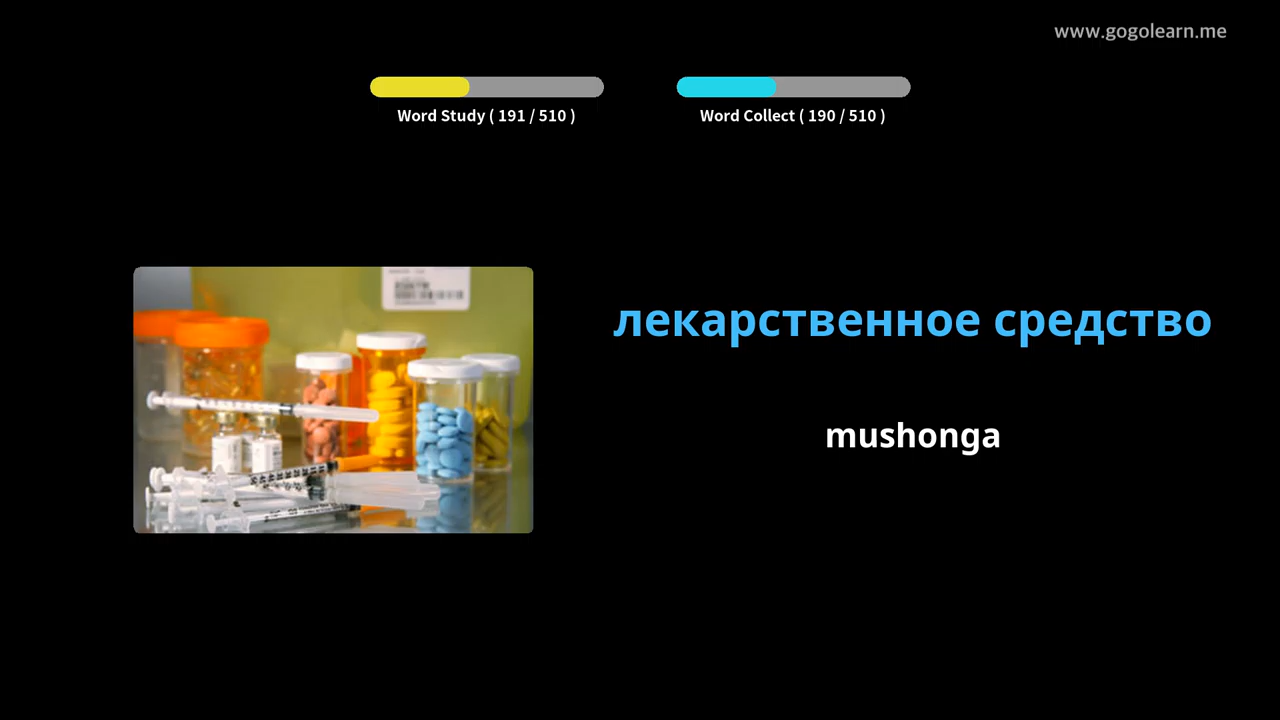 www.gogolearn.me
Word Study ( 191 / 510 )
Word Collect ( 190 / 510 )
лекарственное средство
mushonga